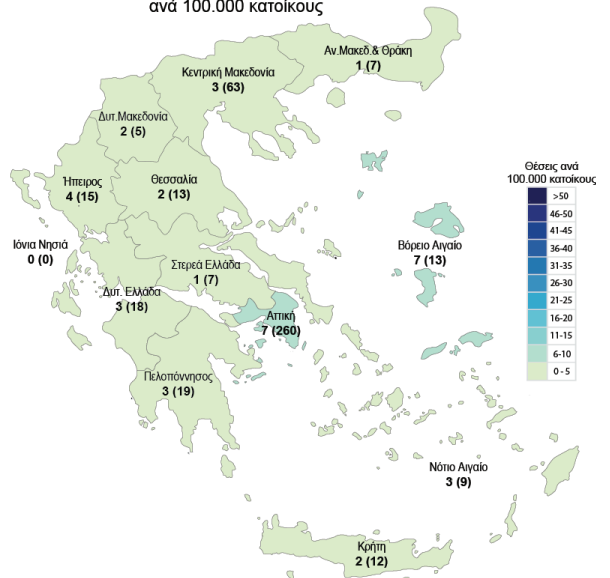 ανά 100.000 κατοίκους
Αν.Μακεδ.& Θράκη
1 (7)
Κεντρική Μακεδονία
3 (63)
Δυτ.Μακεδονία
2 (5)
Ήπειρος
4 (15)
Θεσσαλία
2 (13)
Ιόνια Νησιά
0 (0)
Στερεά Ελλάδα
1 (7)
Βόρειο Αιγαίο
7 (13)
Δυτ. Ελλάδα
3 (18)
Αττική
7 (260)
Πελοπόννησος
3 (19)
Νότιο Αιγαίο
3 (9)
Κρήτη
2 (12)
Θέσεις ανά
100.000 κατοίκους
>50
46-50
41-45
36-40
31-35
26-30
21-25
16-20
11-15
6-10
0 - 5